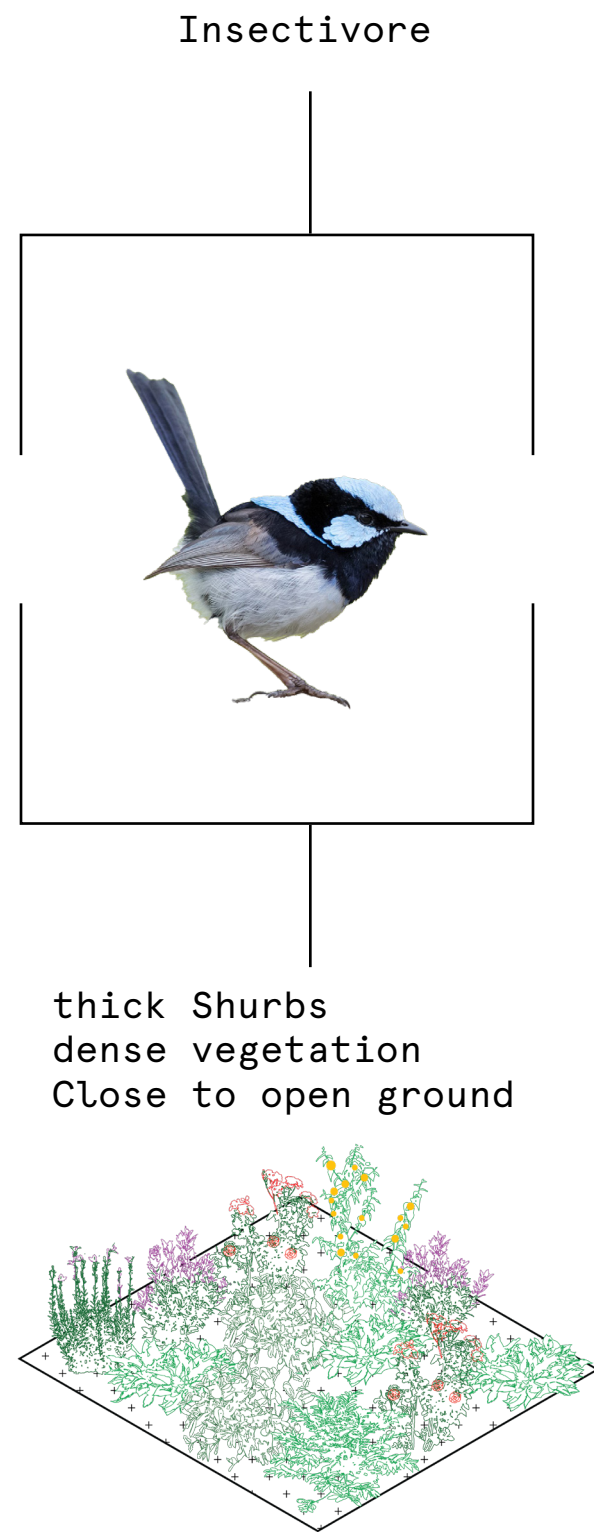 Insectivore
thick Shurbs
dense vegetation
Close to open ground